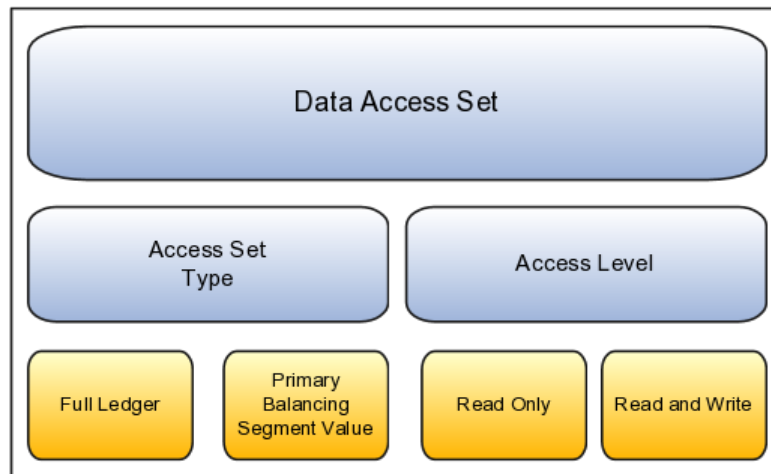 Data Access Set
Access Set
Type
Access Level
Full Ledger
Primary
Balancing
Segment Value
Read Only
Read and Write